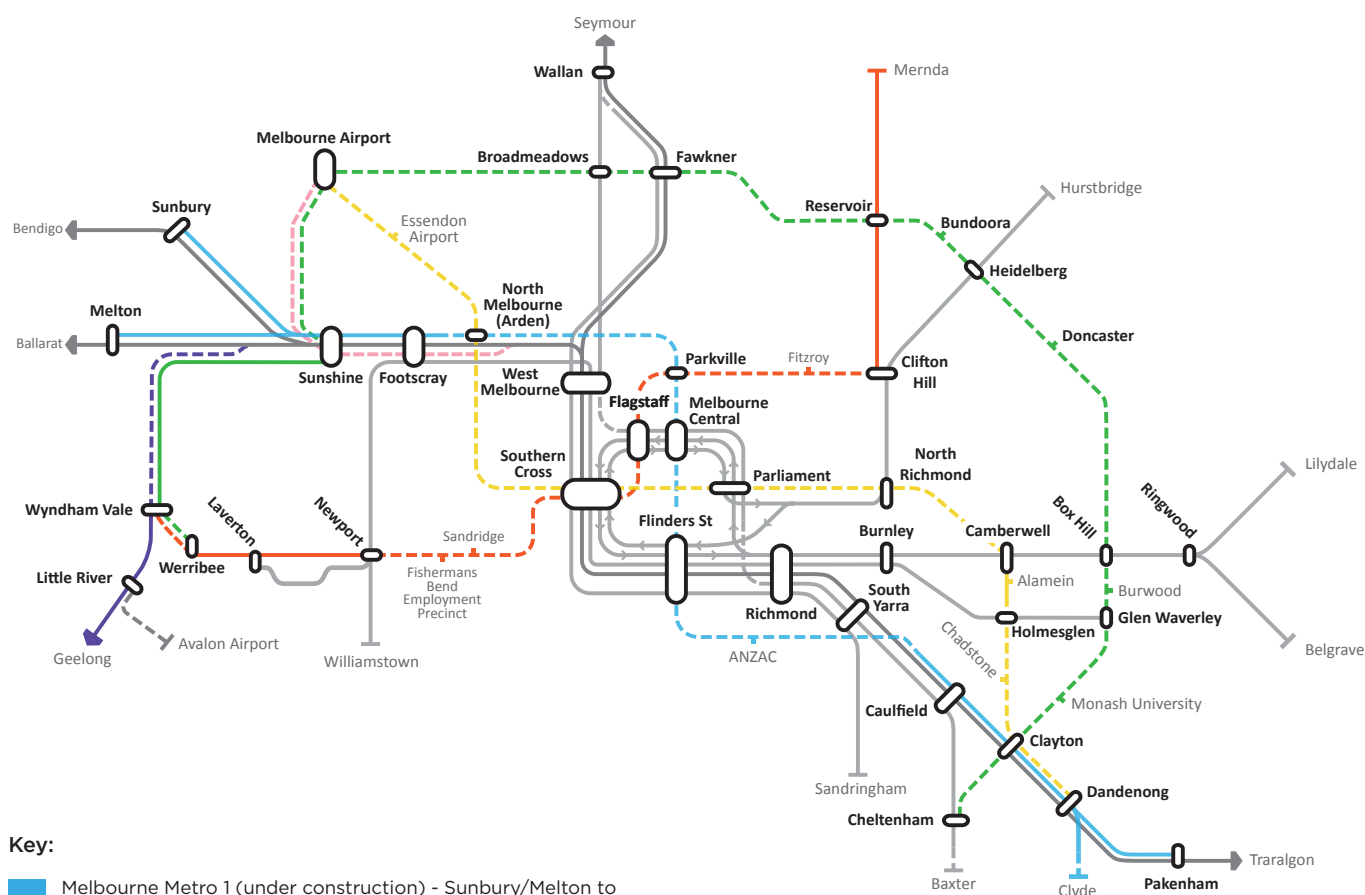 Seymour
Wallan
Mernda
Melbourne Airport
Broadmeadows
Fawkner
Hurstbridge
Sunbury
Reservoir
Bundoora
Bendigo
Essendon
Airport
Heidelberg
North
Melbourne
(Arden)
Melton
Doncaster
Ballarat
Parkville
Fitzroy
Clifton
Hill
Sunshine
Footscray
West
Melbourne
Flagstaff
Melbourne
Central
Southern
Cross
Parliament
North
Richmond
Lilydale
Wyndham Vale
Laverton
Newport
Sandridge
Flinders St
Burnley
Camberwell
Box Hill
Ringwood
Werribee
Little River
Fishermans
Bend
Employment
Precinct
Richmond
South
Yarra
Alamein
Burwood
Holmesglen
Glen Waverley
Avalon Airport
Geelong
Williamstown
ANZAC
Chadstone
Belgrave
Caulfield
Monash University
Clayton
Sandringham
Dandenong
Cheltenham
Key:
Traralgon
Baxter
Clyde
Pakenham
Melbourne Metro 1 (under construction) - Sunbury/Melton to